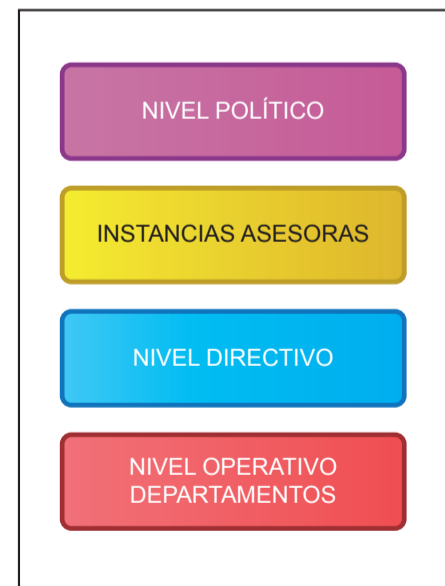 NIVEL POLÍTICO
INSTANCIAS ASESORAS
NIVEL DIRECTIVO
NIVEL OPERATIVO
DEPARTAMENTOS